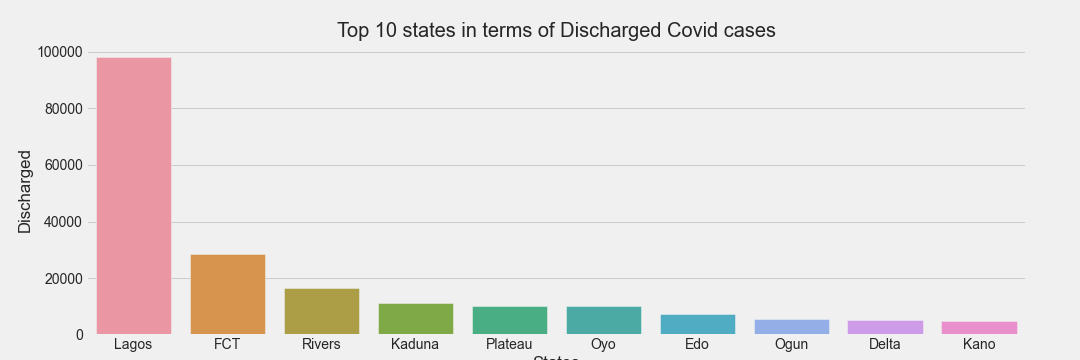 Top 10 states in terms of Discharged Covid cases
100000
80000
60000
40000
20000
0
Discharged
Lagos FCT Rivers Kaduna Plateau Oyo Edo Ogun Delta Kano
States